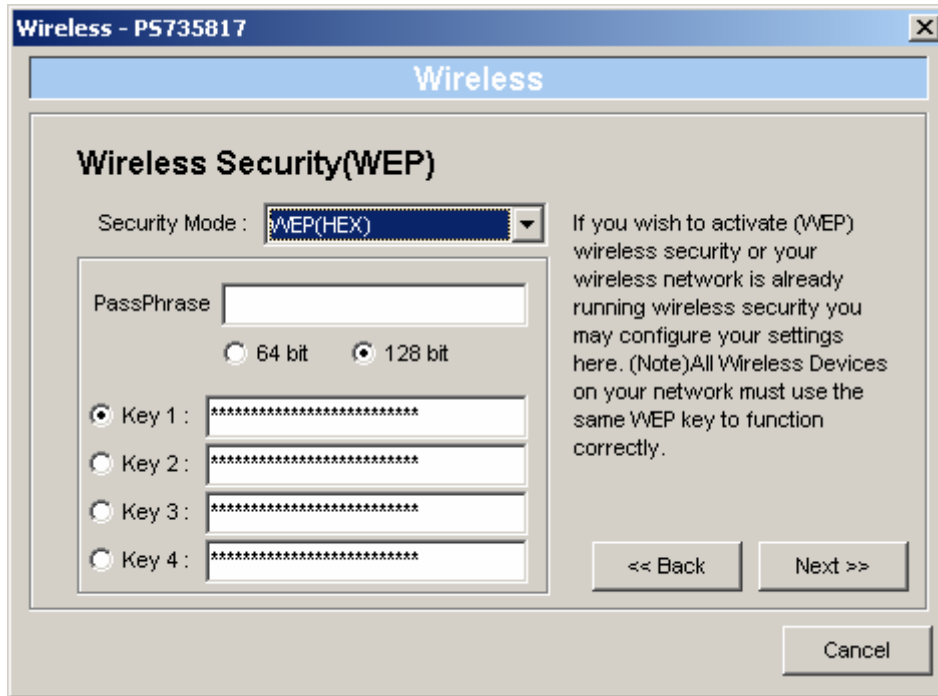 Wireless - PS735817
Wireless
Wireless Security(WEP)
Security Mode : WEP(HEX)
PassPhrase
64 bit 128 bit
Key 1 : **************************
Key 2 : **************************
Key 3 : **************************
Key 4 : **************************
If you wish to activate (WEP)
wireless security or your
wireless network is already
running wireless security you
may configure your settings
here. (Note)All Wireless Devices
on your network must use the
same WEP key to function
correctly.
<< Back Next >>
Cancel